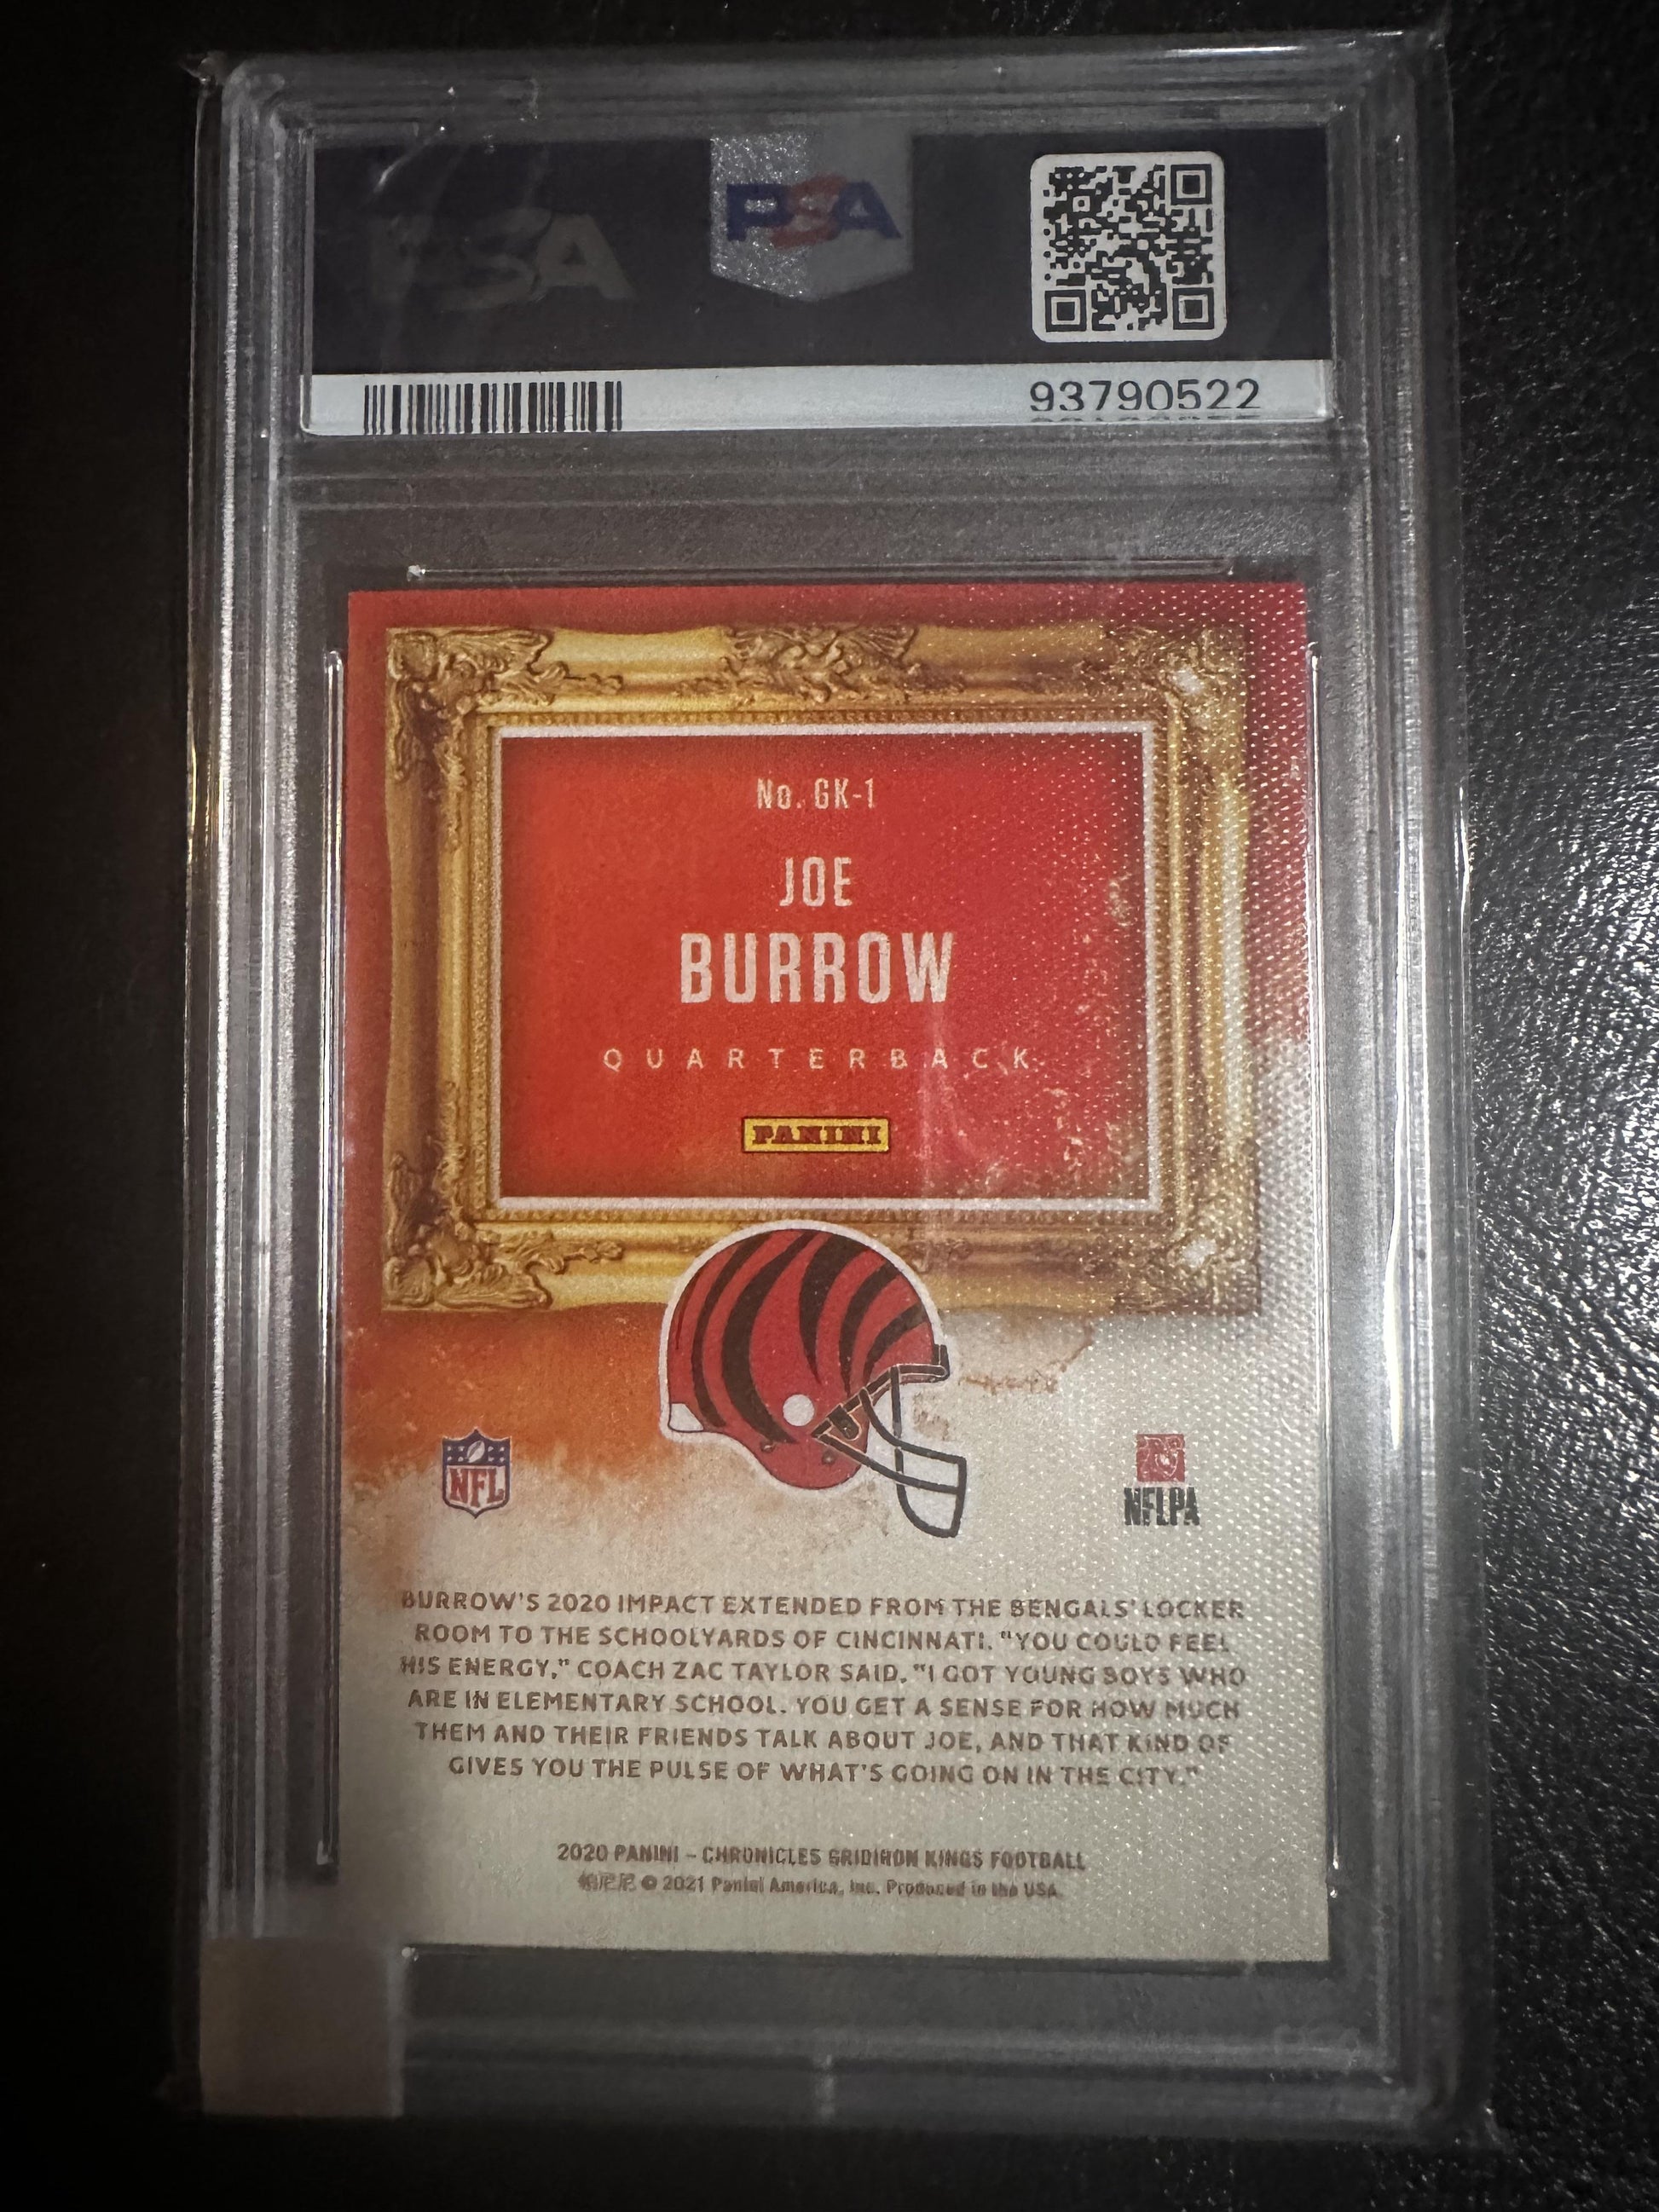 PSA
PSA
93790522
No. GK-1
JOE
BURROW
QUARTERBACK
PANINI
NFL
NFLPA
BURROW'S 2020 IMPACT EXTENDED FROM THE BENGALS' LOCKER
ROOM TO THE SCHOOLYARDS OF CINCINNATI. "YOU COULD FEEL
HIS ENERGY," COACH ZAC TAYLOR SAID. "I GOT YOUNG BOYS WHO
ARE IN ELEMENTARY SCHOOL. YOU GET A SENSE FOR HOW MUCH
THEM AND THEIR FRIENDS TALK ABOUT JOE, AND THAT KIND OF
GIVES YOU THE PULSE OF WHAT'S GOING ON IN THE CITY."
2020 PANINI – CHRONICLES GRIDIRON KINGS FOOTBALL
帕尼尼 © 2021 Panini America, Inc. Produced in the USA.